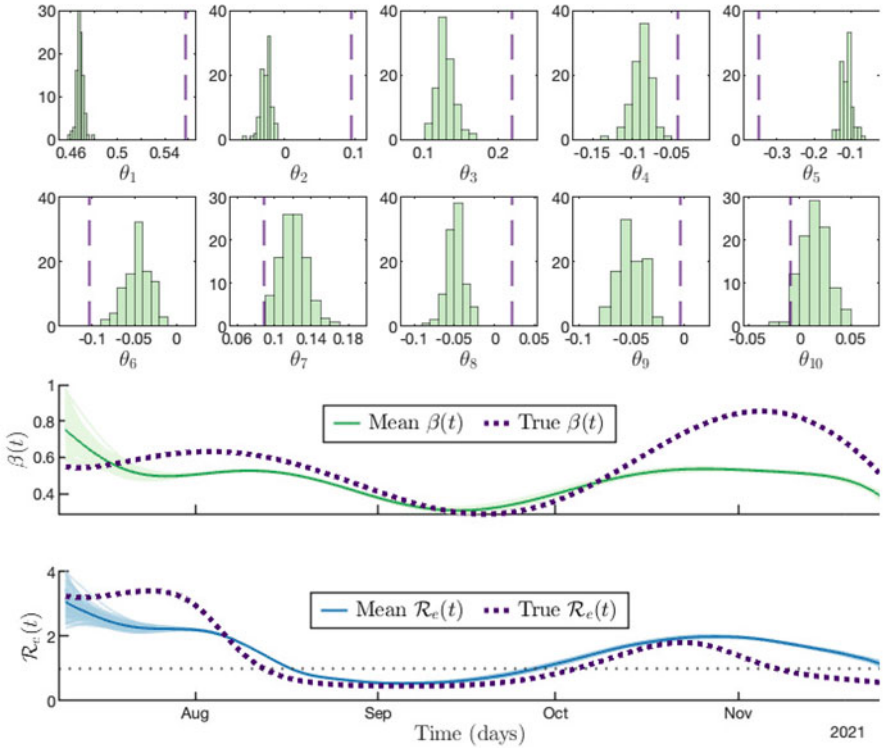 30 40 40 40 40
20 20 20 20 20
10
0 0 0 0 0
0.46 0.5 0.54 0 0.1 0.1 0.2 -0.15 -0.1 -0.05 -0.3 -0.2 -0.1
θ₁ θ₂ θ₃ θ₄ θ₅
40 40 40 40 30
20 20 20 20 20
10
0 0 0 0 0
-0.1 -0.05 0 0.06 0.1 0.14 0.18 -0.1 -0.05 0 0.05 -0.1 -0.05 0 -0.05 0 0.05
θ₆ θ₇ θ₈ θ₉ θ₁₀
1
0.8
0.6
0.4
β(t)
Mean β(t) True β(t)
4
2
0
ℛₑ(t)
Mean ℛₑ(t) True ℛₑ(t)
Aug Sep Oct Nov
Time (days)
2021